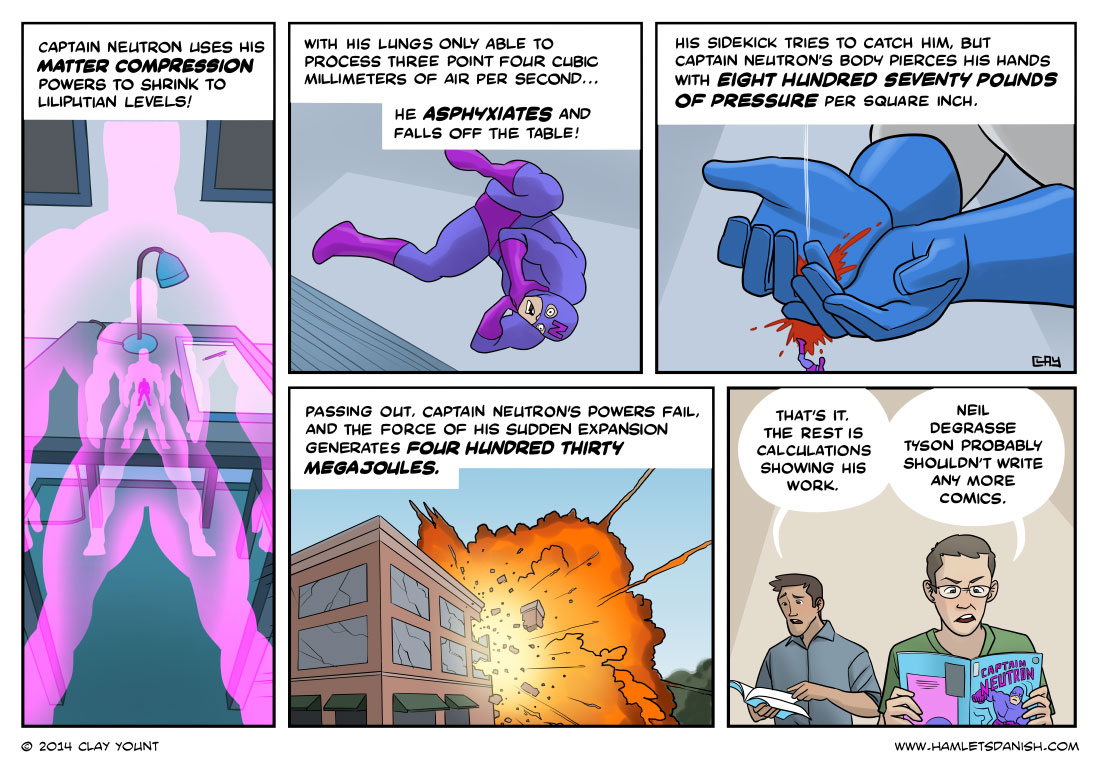 CAPTAIN NEUTRON USES HIS
MATTER COMPRESSION
POWERS TO SHRINK TO
LILIPUTIAN LEVELS!
WITH HIS LUNGS ONLY ABLE TO
PROCESS THREE POINT FOUR CUBIC
MILLIMETERS OF AIR PER SECOND...
HE ASPHYXIATES AND
FALLS OFF THE TABLE!
N
HIS SIDEKICK TRIES TO CATCH HIM, BUT
CAPTAIN NEUTRON'S BODY PIERCES HIS HANDS
WITH EIGHT HUNDRED SEVENTY POUNDS
OF PRESSURE PER SQUARE INCH.
CLAY
PASSING OUT, CAPTAIN NEUTRON'S POWERS FAIL,
AND THE FORCE OF HIS SUDDEN EXPANSION
GENERATES FOUR HUNDRED THIRTY
MEGAJOULES.
THAT'S IT.
THE REST IS
CALCULATIONS
SHOWING HIS
WORK.
NEIL
DEGRASSE
TYSON PROBABLY
SHOULDN'T WRITE
ANY MORE
COMICS.
CAPTAIN
NEUTRON
© 2014 CLAY YOUNT
WWW.HAMLETSDANISH.COM